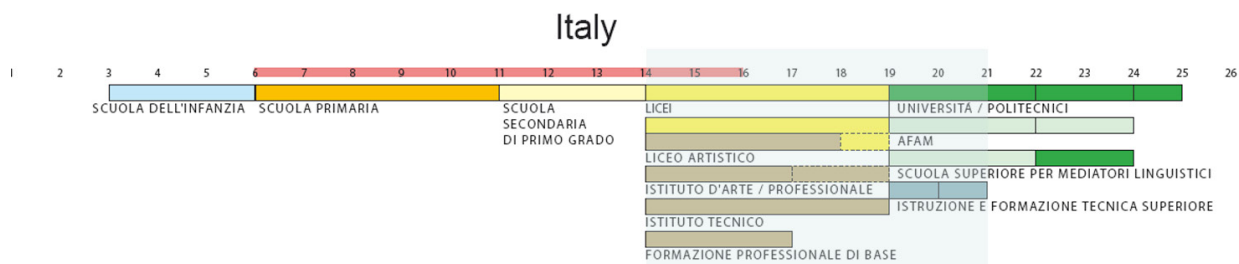 Italy
1 2 3 4 5 6 7 8 9 10 11 12 13 14 15 16 17 18 19 20 21 22 23 24 25 26
SCUOLA DELL'INFANZIA SCUOLA PRIMARIA SCUOLA LICEI UNIVERSITÁ / POLITECNICI
SECONDARIA
DI PRIMO GRADO AFAM
LICEO ARTISTICO
SCUOLA SUPERIORE PER MEDIATORI LINGUISTICI
ISTITUTO D'ARTE / PROFESSIONALE
ISTRUZIONE E FORMAZIONE TECNICA SUPERIORE
ISTITUTO TECNICO
FORMAZIONE PROFESSIONALE DI BASE